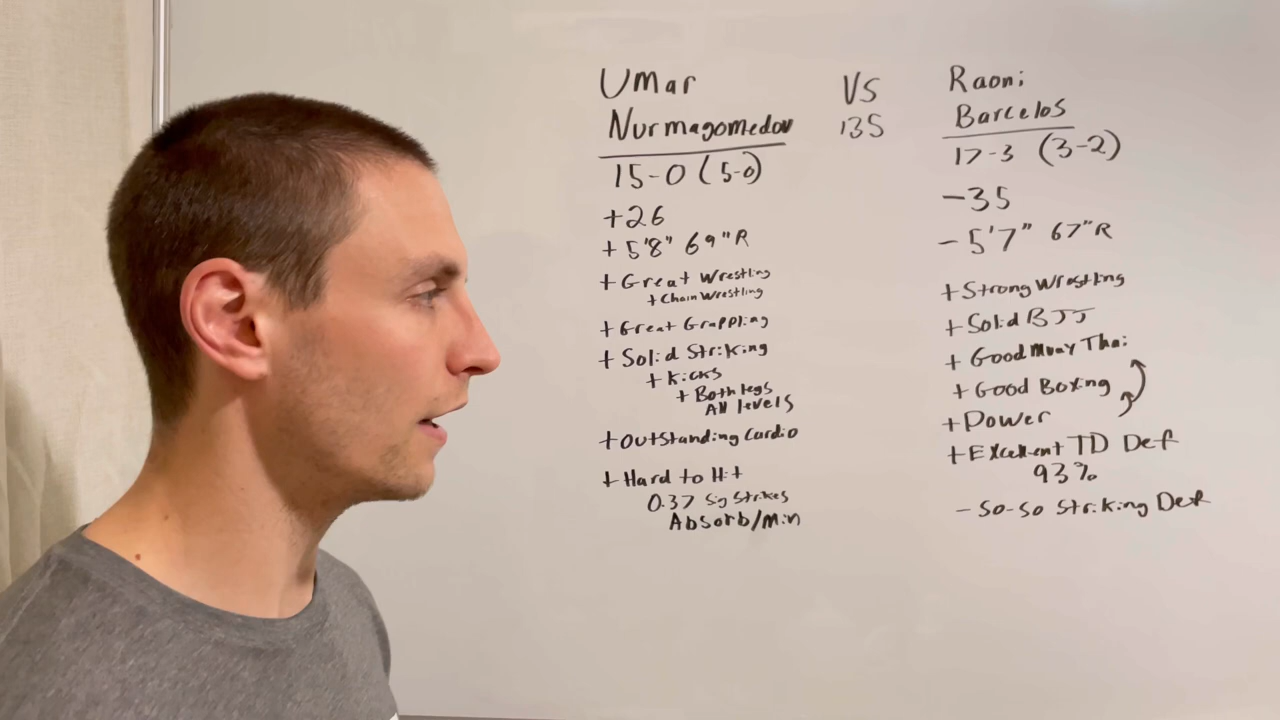 Umar
Nurmagomedov
15-0 (5-0)
+26
+ 5'8" 69"R
+ Great Wrestling
+ Chain Wrestling
+ Great Grappling
+ Solid Striking
+ Kicks
+ Both legs
All levels
+ Outstanding Cardio
+ Hard to Hit
0.37 Sig Strikes
Absorb/Min
VS
135
Raoni
Barcelos
17-3 (3-2)
-35
- 5'7" 67"R
+ Strong Wrestling
+ Solid BJJ
+ Good Muay Thai
+ Good Boxing
+ Power
+ Excellent TD Def
93%
- So-So Striking Def